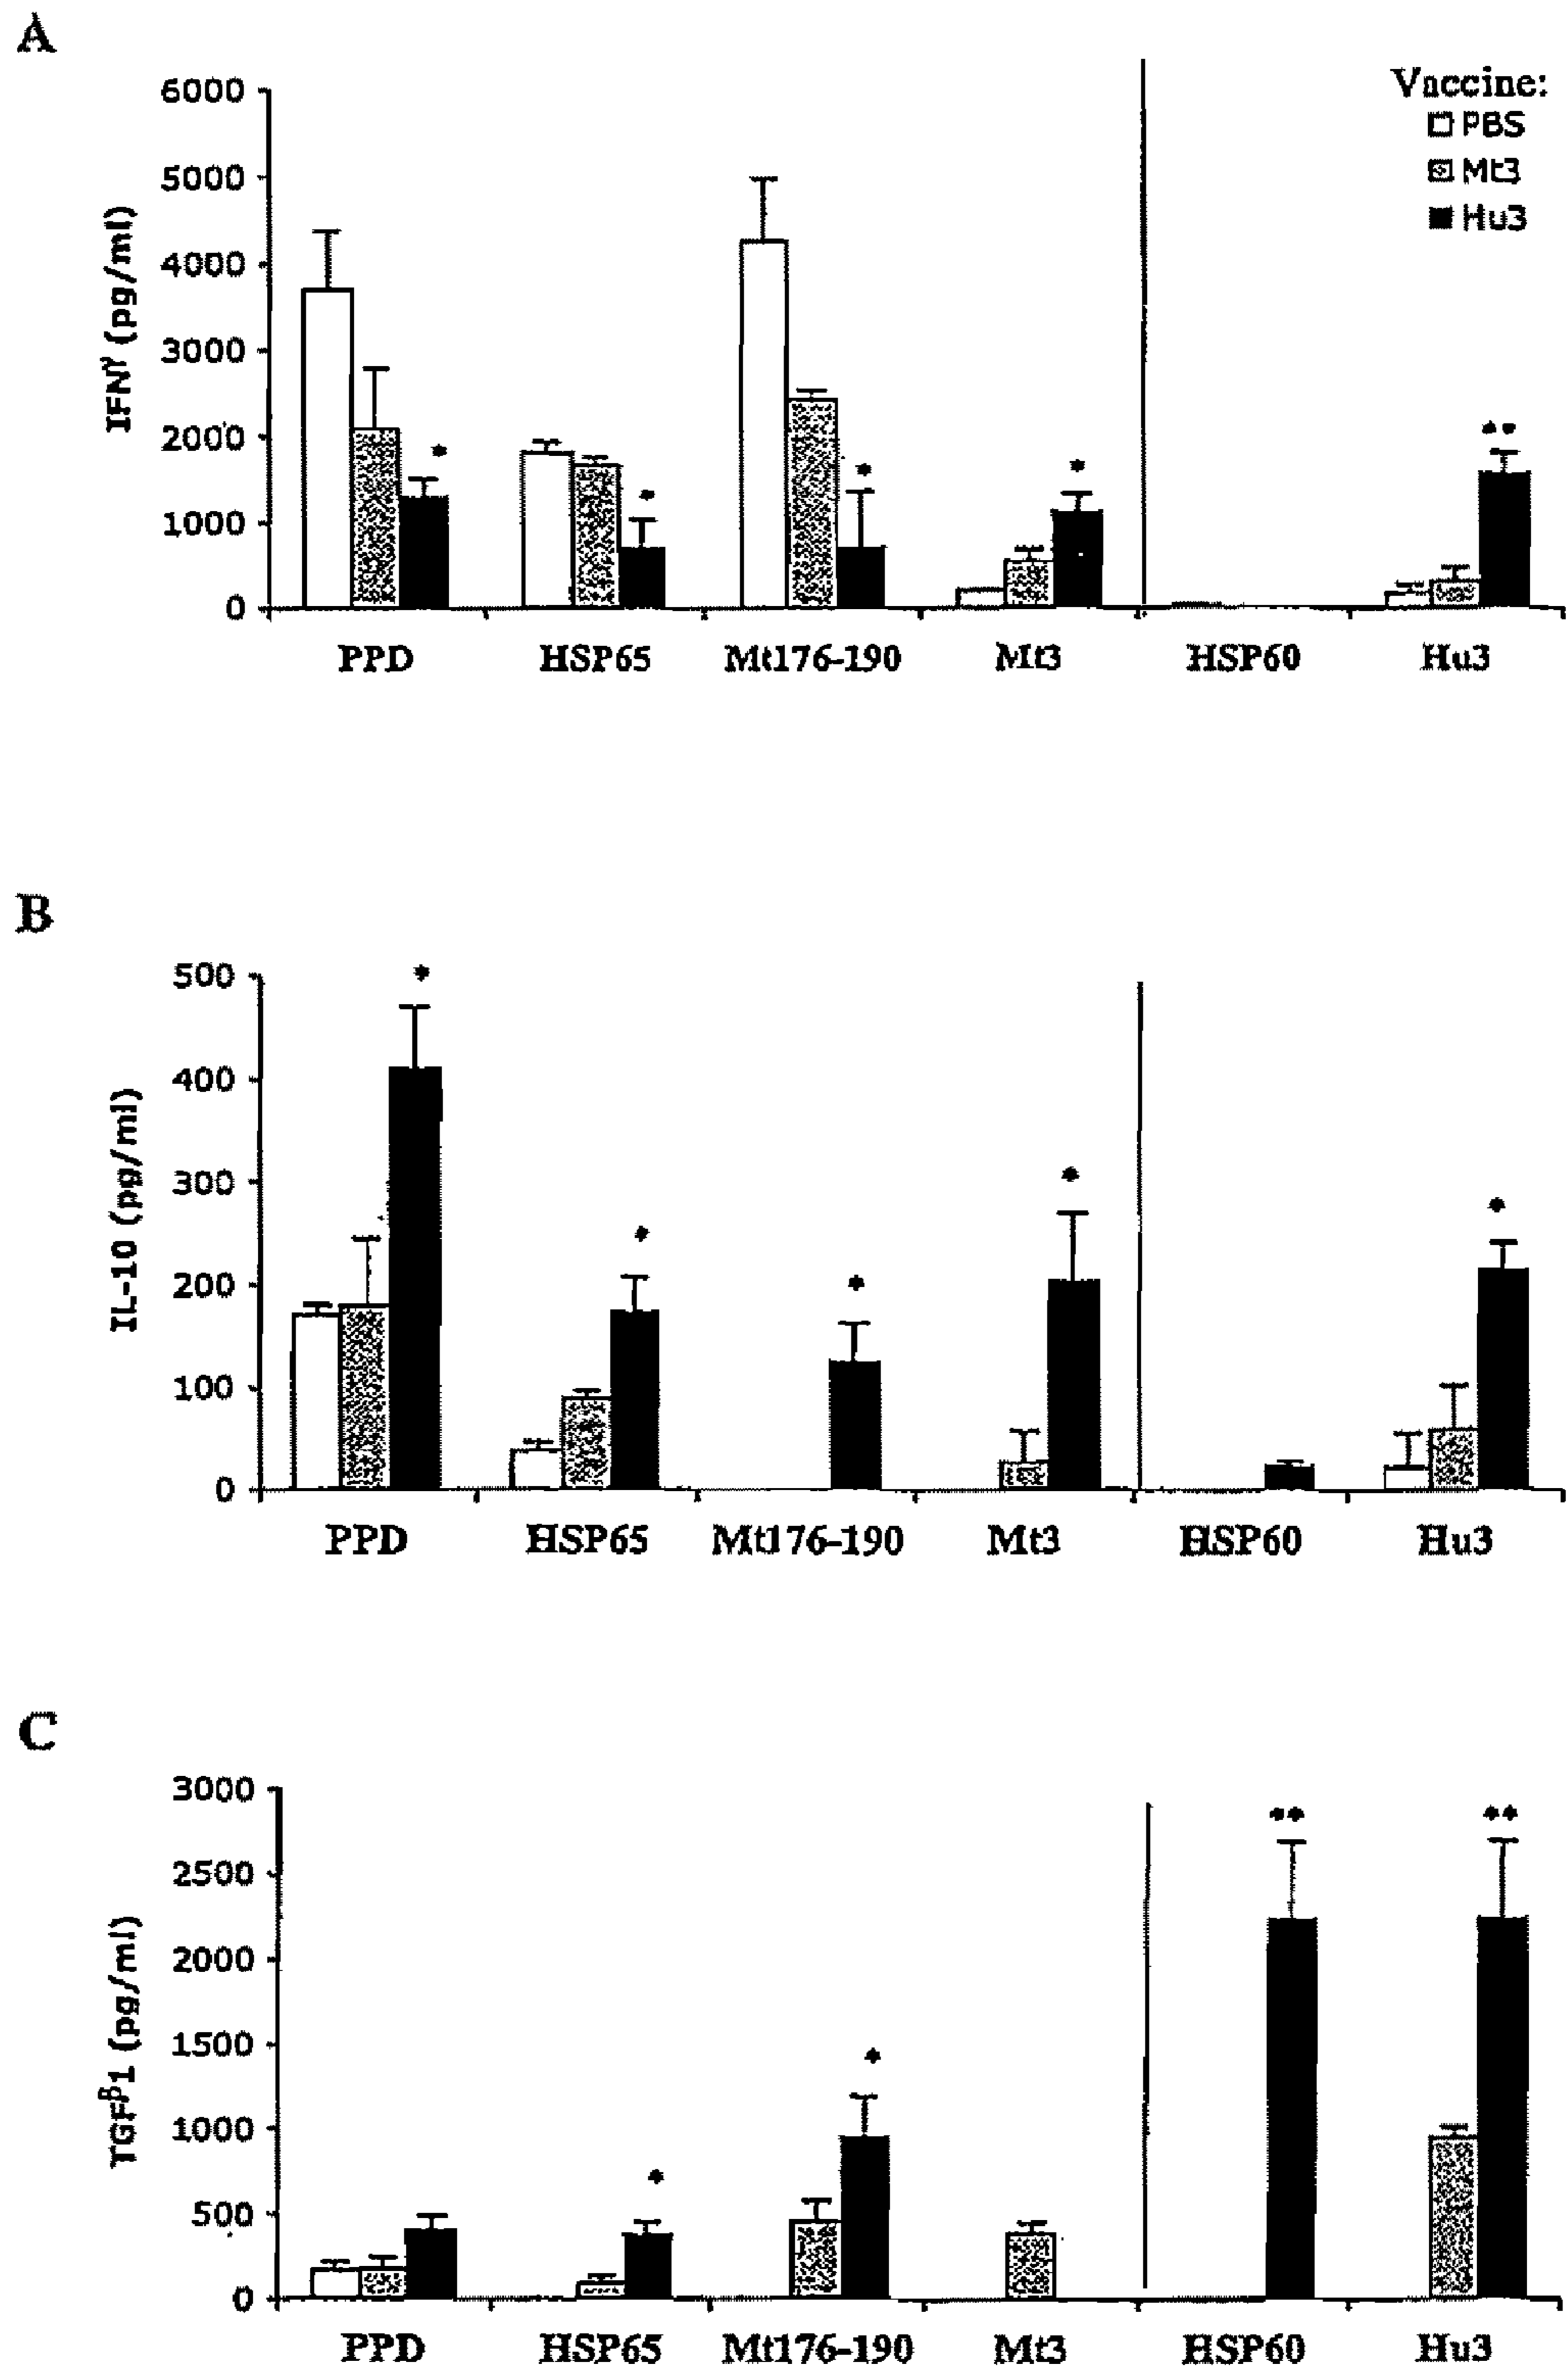 A
Vaccine:
PBS
Mt3
Hu3
IFNγ (pg/ml)
6000
5000
4000
3000
2000
1000
0
*
*
*
*
**
PPD HSP65 Mt176-190 Mt3 HSP60 Hu3
B
IL-10 (pg/ml)
500
400
300
200
100
0
*
*
*
*
*
PPD HSP65 Mt176-190 Mt3 HSP60 Hu3
C
TGFβ1 (pg/ml)
3000
2500
2000
1500
1000
500
0
*
*
**
**
PPD HSP65 Mt176-190 Mt3 HSP60 Hu3